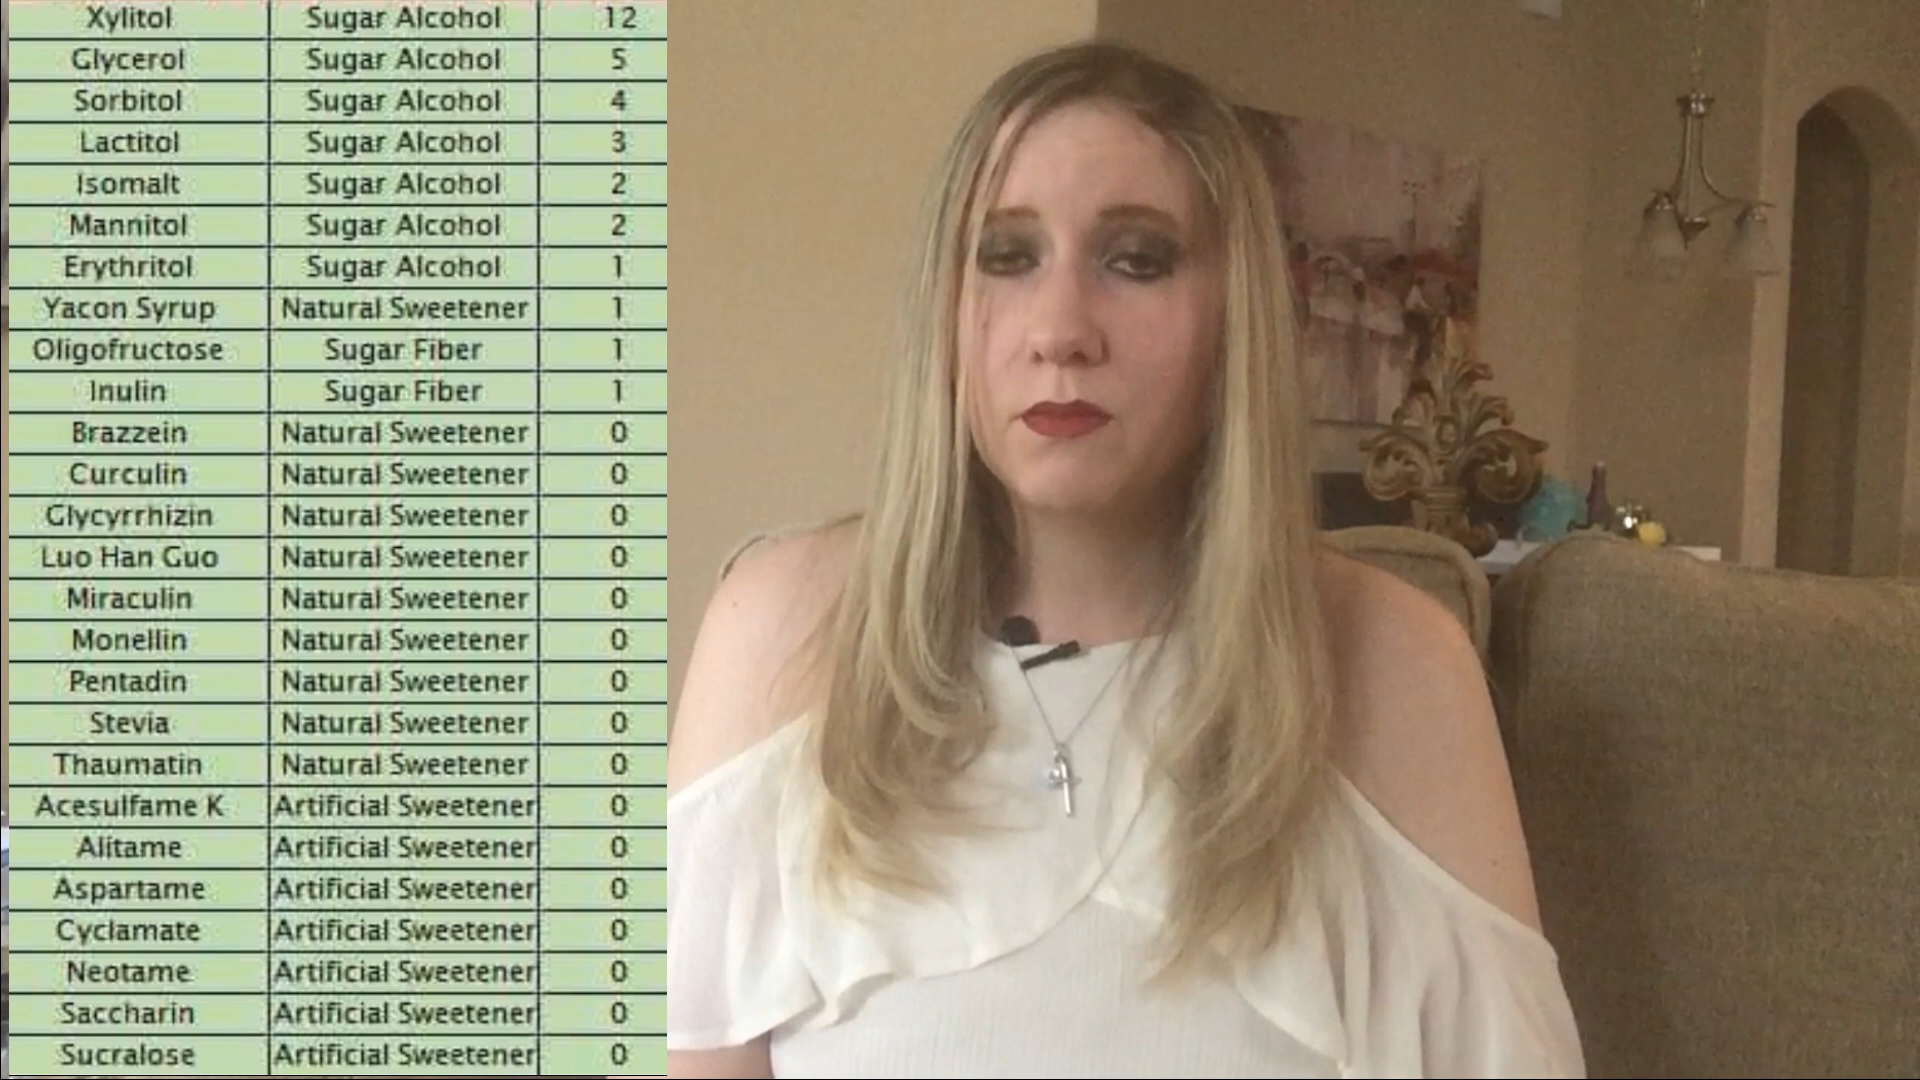 Xylitol Sugar Alcohol 12
Glycerol Sugar Alcohol 5
Sorbitol Sugar Alcohol 4
Lactitol Sugar Alcohol 3
Isomalt Sugar Alcohol 2
Mannitol Sugar Alcohol 2
Erythritol Sugar Alcohol 1
Yacon Syrup Natural Sweetener 1
Oligofructose Sugar Fiber 1
Inulin Sugar Fiber 1
Brazzein Natural Sweetener 0
Curculin Natural Sweetener 0
Glycyrrhizin Natural Sweetener 0
Luo Han Guo Natural Sweetener 0
Miraculin Natural Sweetener 0
Monellin Natural Sweetener 0
Pentadin Natural Sweetener 0
Stevia Natural Sweetener 0
Thaumatin Natural Sweetener 0
Acesulfame K Artificial Sweetener 0
Alitame Artificial Sweetener 0
Aspartame Artificial Sweetener 0
Cyclamate Artificial Sweetener 0
Neotame Artificial Sweetener 0
Saccharin Artificial Sweetener 0
Sucralose Artificial Sweetener 0